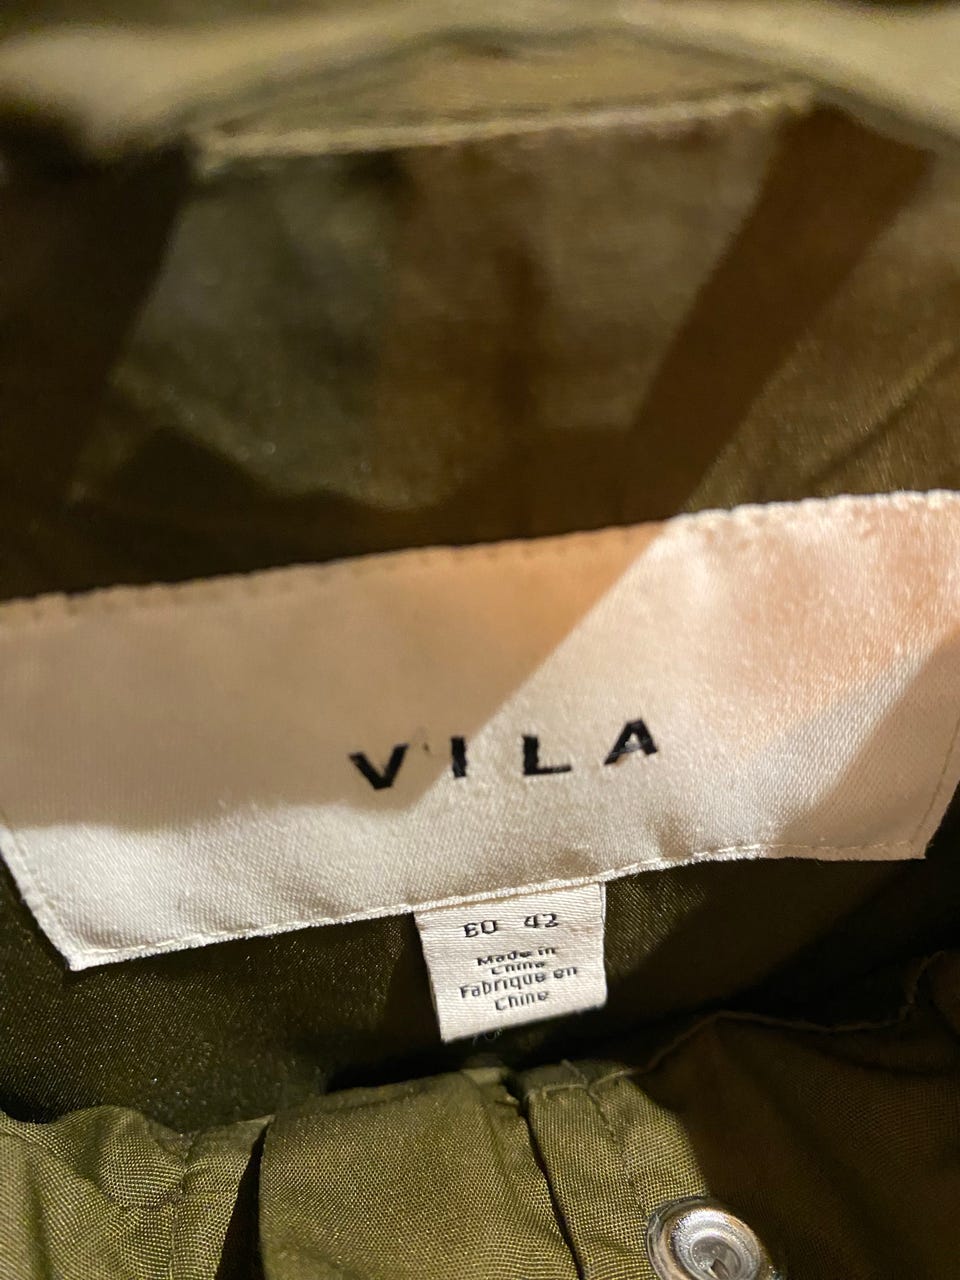 VILA
EU 42
Made in
China
Fabriqué en
Chine